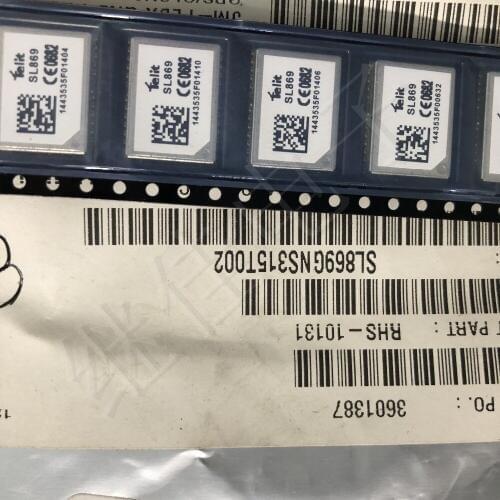 Telit
SL869
CE0682
1443535F01404
Telit
SL869
CE0682
1443535F01410
Telit
SL869
CE0682
1443535F01406
Telit
SL869
CE0682
1443535F00632
SL869GNS315T002
PART : RHS-10131
PO.: 3601387